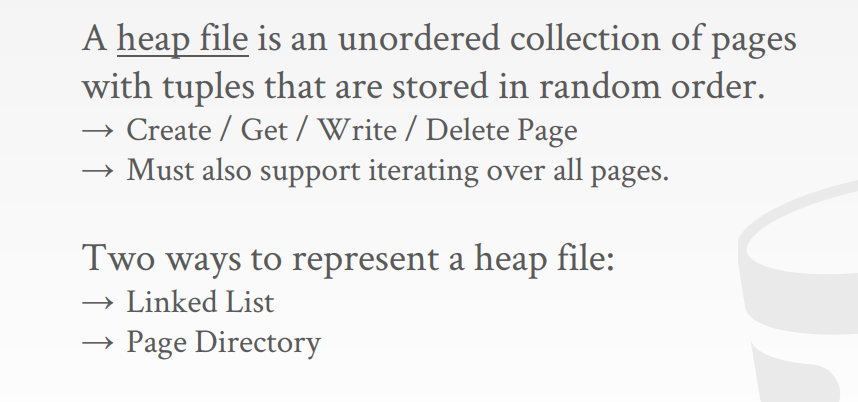 A heap file is an unordered collection of pages
with tuples that are stored in random order.
→ Create / Get / Write / Delete Page
→ Must also support iterating over all pages.
Two ways to represent a heap file:
→ Linked List
→ Page Directory